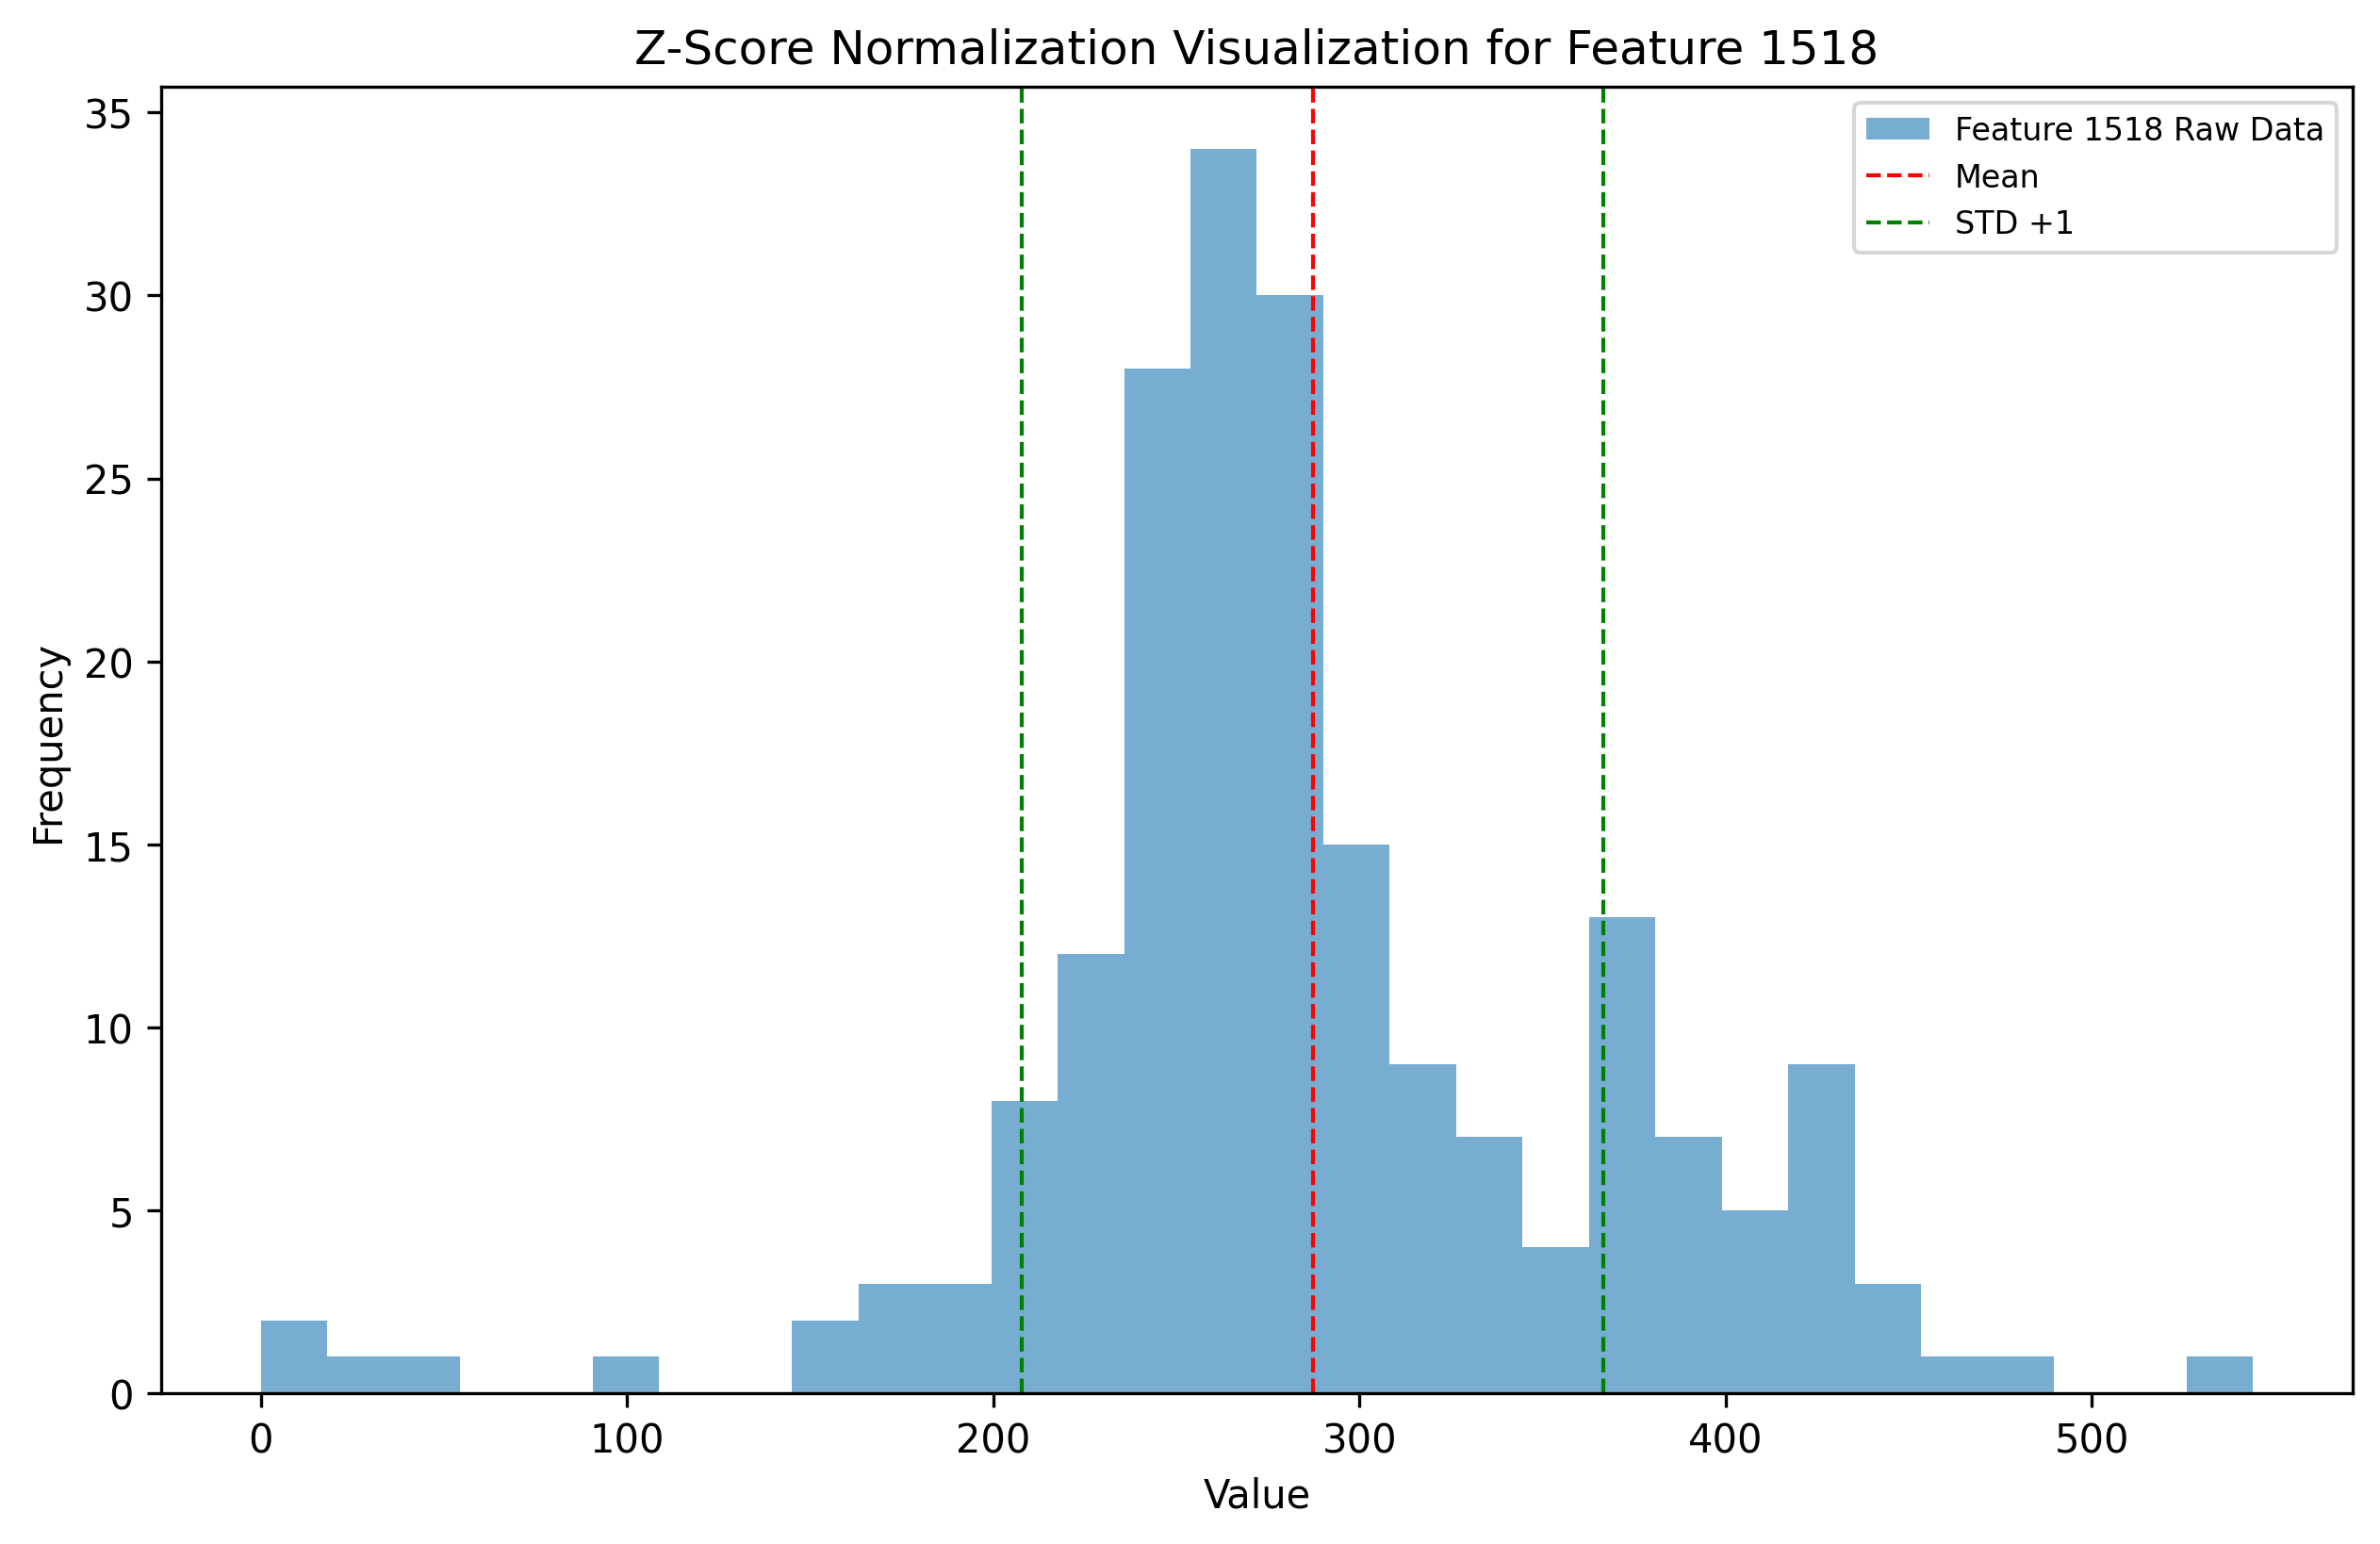 Z-Score Normalization Visualization for Feature 1518
Feature 1518 Raw Data
Mean
STD +1
35
30
25
20
15
10
5
0
Frequency
0 100 200 300 400 500
Value